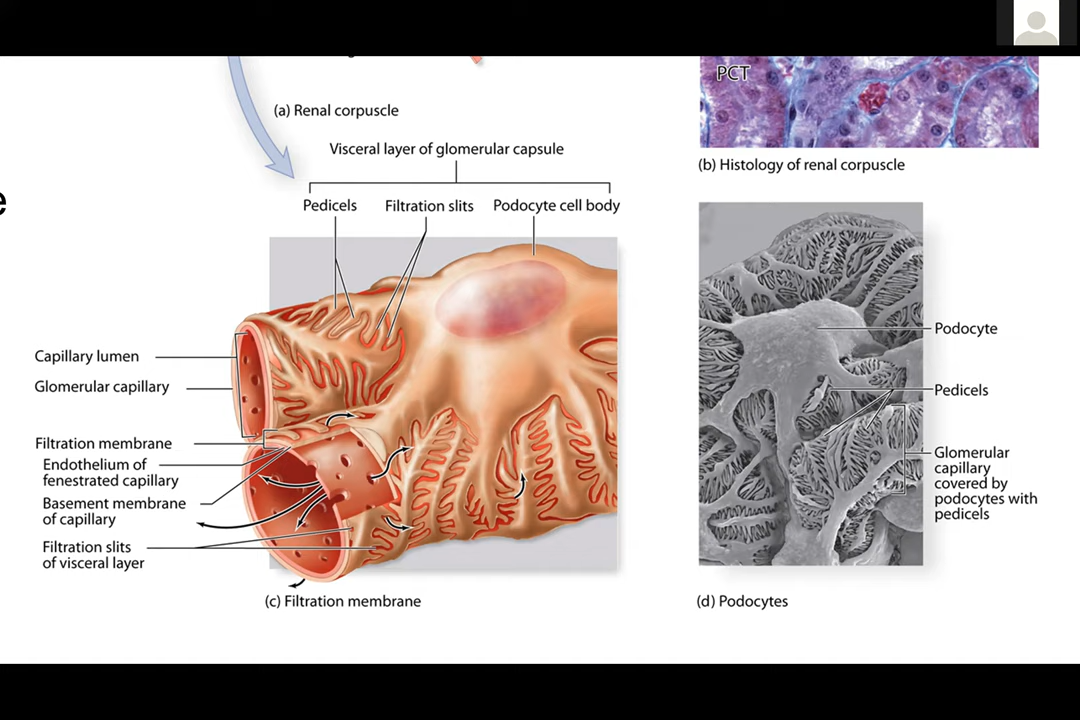 PCT
(a) Renal corpuscle
Visceral layer of glomerular capsule
(b) Histology of renal corpuscle
Pedicels
Filtration slits
Podocyte cell body
Capillary lumen
Glomerular capillary
Filtration membrane
Endothelium of
fenestrated capillary
Basement membrane
of capillary
Filtration slits
of visceral layer
(c) Filtration membrane
Podocyte
Pedicels
Glomerular
capillary
covered by
podocytes with
pedicels
(d) Podocytes